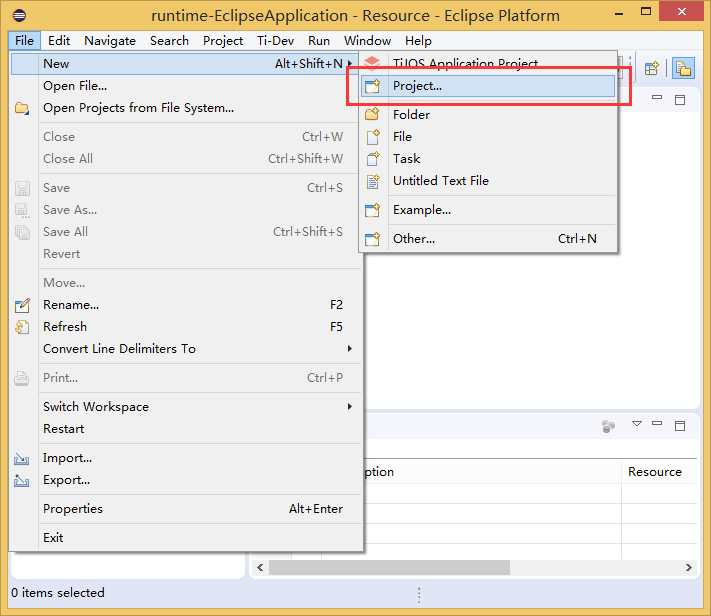 runtime-EclipseApplication - Resource - Eclipse Platform
File Edit Navigate Search Project Ti-Dev Run Window Help
New Alt+Shift+N
Open File...
Open Projects from File System...
Close Ctrl+W
Close All Ctrl+Shift+W
Save Ctrl+S
Save As...
Save All Ctrl+Shift+S
Revert
Move...
Rename... F2
Refresh F5
Convert Line Delimiters To
Print... Ctrl+P
Switch Workspace
Restart
Import...
Export...
Properties Alt+Enter
Exit
TiJOS Application Project
Project...
Folder
File
Task
Untitled Text File
Example...
Other... Ctrl+N
ption Resource
0 items selected